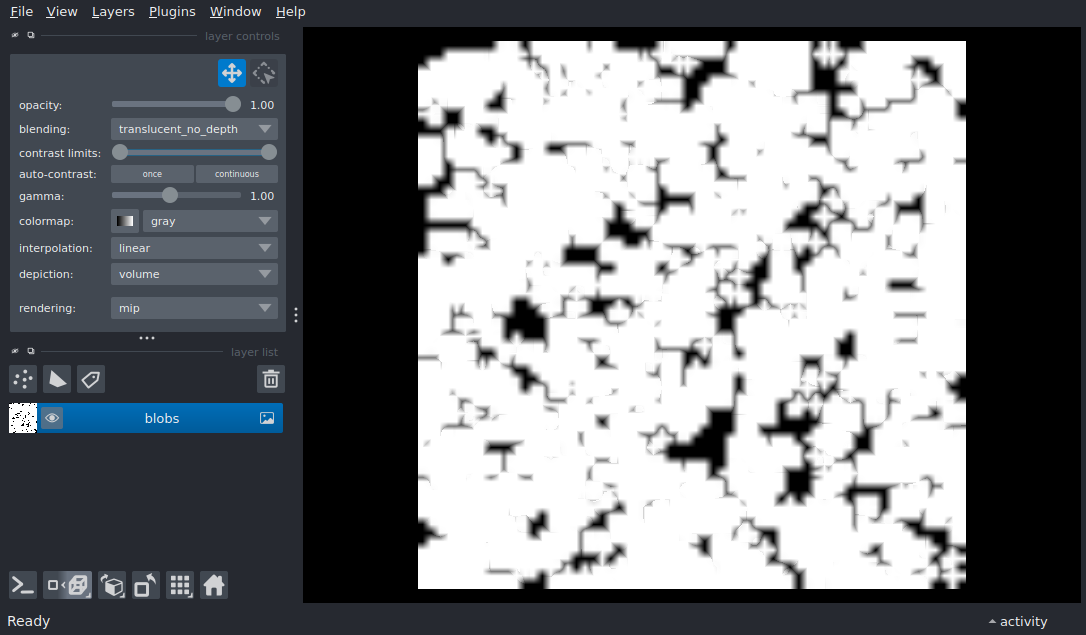 File View Layers Plugins Window Help
layer controls
opacity: 1.00
blending: translucent_no_depth
contrast limits:
auto-contrast: once continuous
gamma: 1.00
colormap: gray
interpolation: linear
depiction: volume
rendering: mip
layer list
blobs
Ready activity